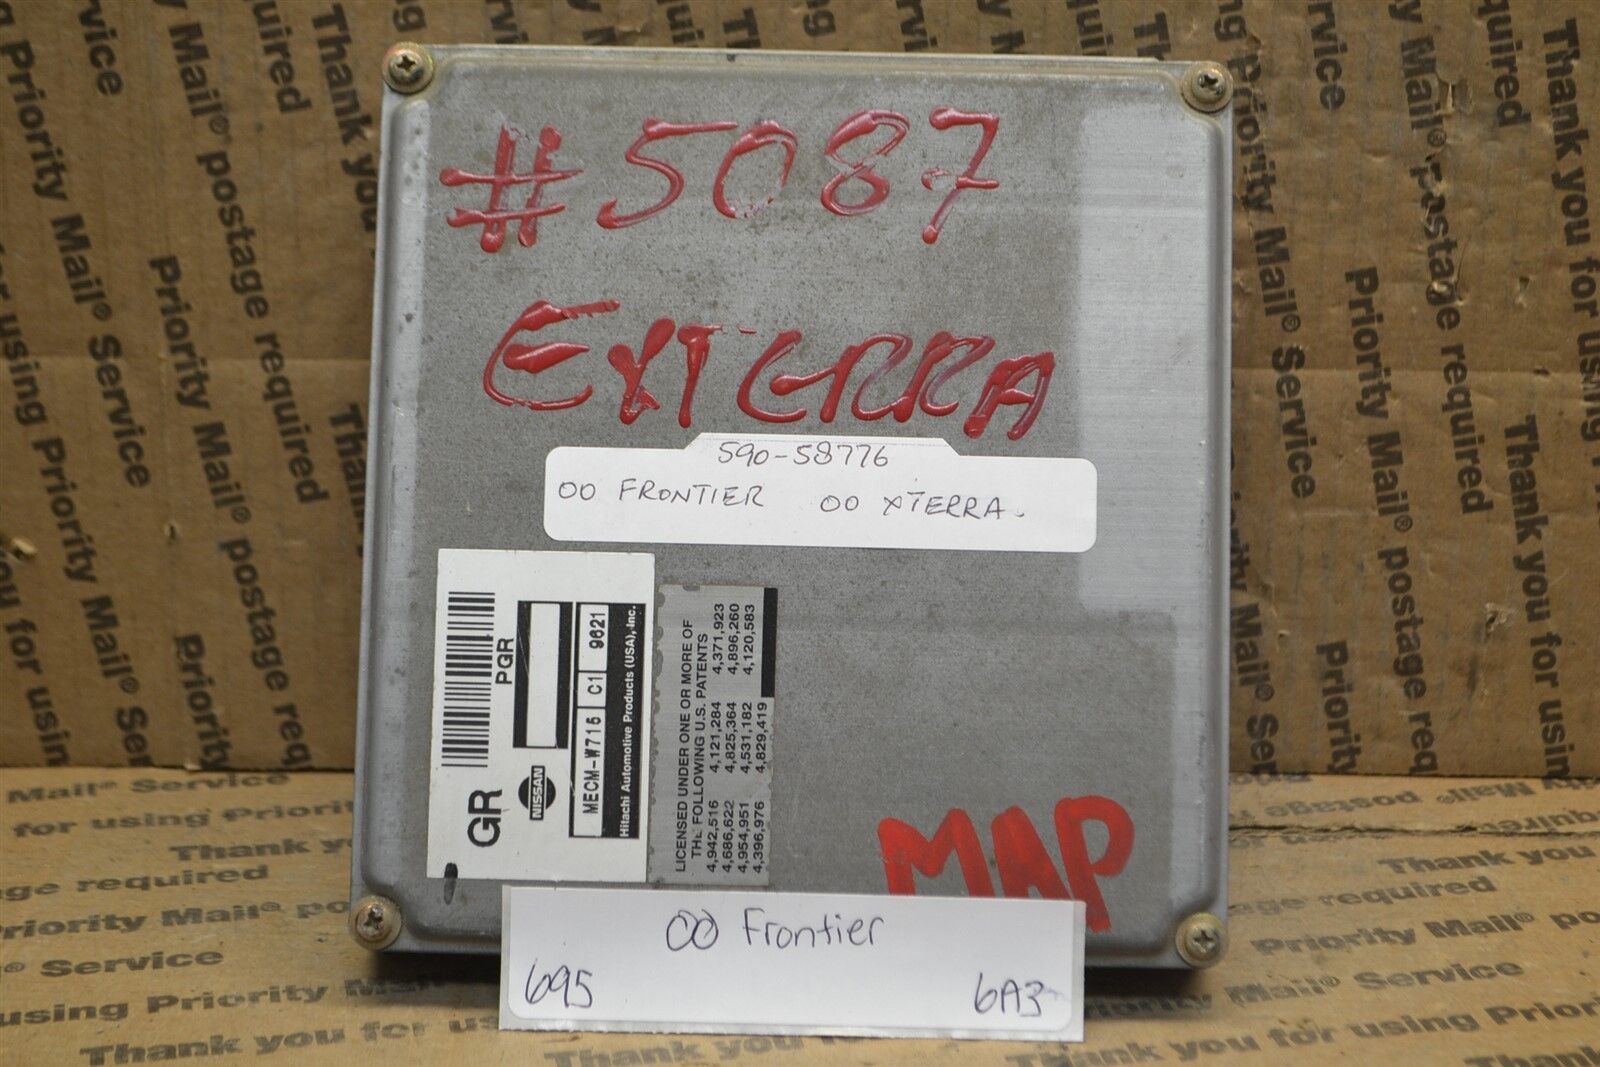 #5087
EXTERRA
590-58776
00 FRONTIER 00 XTERRA.
GR
PGR
NISSAN
MECM-W715 C1 9621
Hitachi Automotive Products (USA), Inc.
LICENSED UNDER ONE OR MORE OF
THE FOLLOWING U.S. PATENTS
4,942,516 4,121,284 4,371,923
4,686,622 4,825,364 4,896,260
4,954,951 4,531,182 4,120,583
4,396,976 4,829,419
MAP
00 Frontier
695 6A3
Thank you for using Priority Mail® Service
Priority Mail® postage required